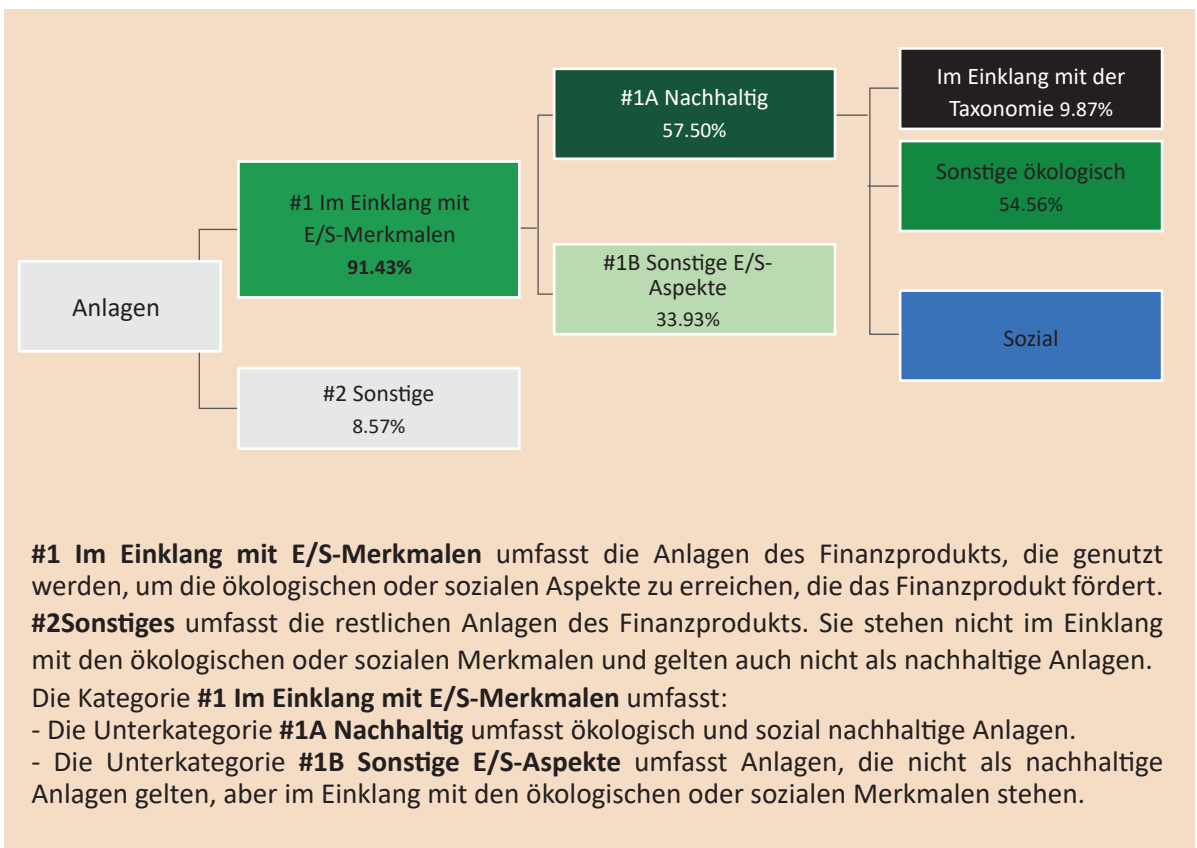 Anlagen
#1 Im Einklang mit
E/S-Merkmalen
91.43%
#2 Sonstige
8.57%
#1A Nachhaltig
57.50%
#1B Sonstige E/S-
Aspekte
33.93%
Im Einklang mit der
Taxonomie 9.87%
Sonstige ökologisch
54.56%
Sozial
#1 Im Einklang mit E/S-Merkmalen umfasst die Anlagen des Finanzprodukts, die genutzt
werden, um die ökologischen oder sozialen Aspekte zu erreichen, die das Finanzprodukt fördert.
#2Sonstiges umfasst die restlichen Anlagen des Finanzprodukts. Sie stehen nicht im Einklang
mit den ökologischen oder sozialen Merkmalen und gelten auch nicht als nachhaltige Anlagen.
Die Kategorie #1 Im Einklang mit E/S-Merkmalen umfasst:
- Die Unterkategorie #1A Nachhaltig umfasst ökologisch und sozial nachhaltige Anlagen.
- Die Unterkategorie #1B Sonstige E/S-Aspekte umfasst Anlagen, die nicht als nachhaltige
Anlagen gelten, aber im Einklang mit den ökologischen oder sozialen Merkmalen stehen.